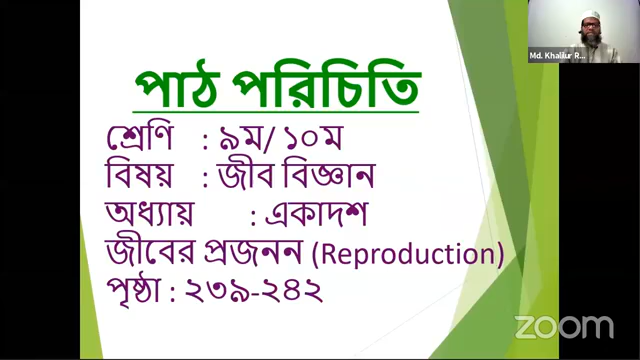 পাঠ পরিচিতি
শ্রেণি : ৯ম/ ১০ম
বিষয় : জীব বিজ্ঞান
অধ্যায় : একাদশ
জীবের প্রজনন (Reproduction)
পৃষ্ঠা : ২৩৯-২৪২
Md. Khalilur R...
zoom